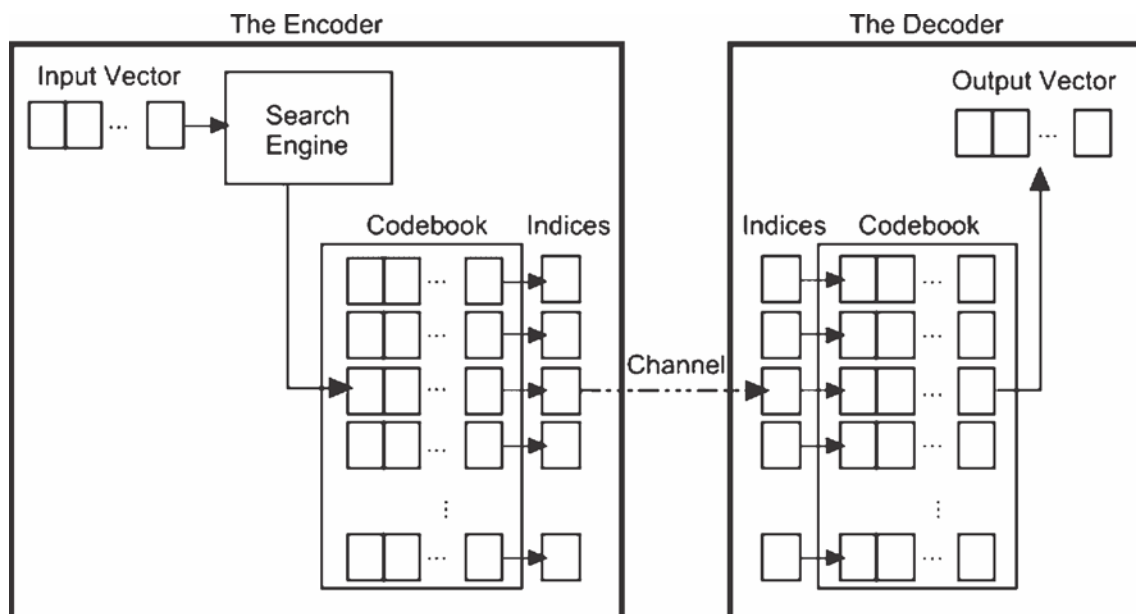 The Encoder
The Decoder
Input Vector
...
Search
Engine
Output Vector
...
Codebook
Indices
Indices
Codebook
...
...
...
...
Channel
...
...
...
...
...
...
...
...